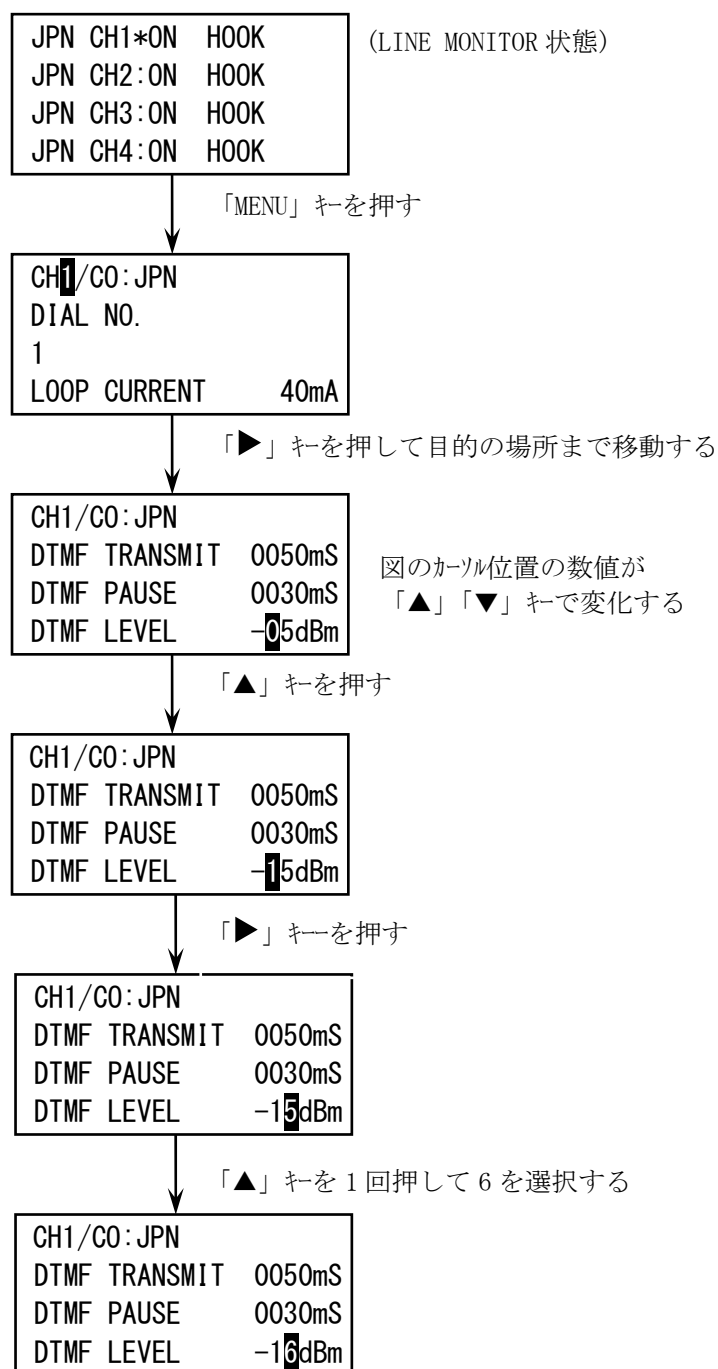 JPN CH1*ON HOOK (LINE MONITOR 状態)
JPN CH2:ON HOOK
JPN CH3:ON HOOK
JPN CH4:ON HOOK
「MENU」ｷｰを押す
CH1/CO:JPN
DIAL NO.
1
LOOP CURRENT 40mA
「▶」ｷｰを押して目的の場所まで移動する
CH1/CO:JPN
DTMF TRANSMIT 0050mS
DTMF PAUSE 0030mS
DTMF LEVEL -05dBm
図のｶｰｿﾙ位置の数値が
「▲」「▼」ｷｰで変化する
「▲」ｷｰを押す
CH1/CO:JPN
DTMF TRANSMIT 0050mS
DTMF PAUSE 0030mS
DTMF LEVEL -15dBm
「▶」ｷｰーを押す
CH1/CO:JPN
DTMF TRANSMIT 0050mS
DTMF PAUSE 0030mS
DTMF LEVEL -15dBm
「▲」ｷｰを 1 回押して 6 を選択する
CH1/CO:JPN
DTMF TRANSMIT 0050mS
DTMF PAUSE 0030mS
DTMF LEVEL -16dBm